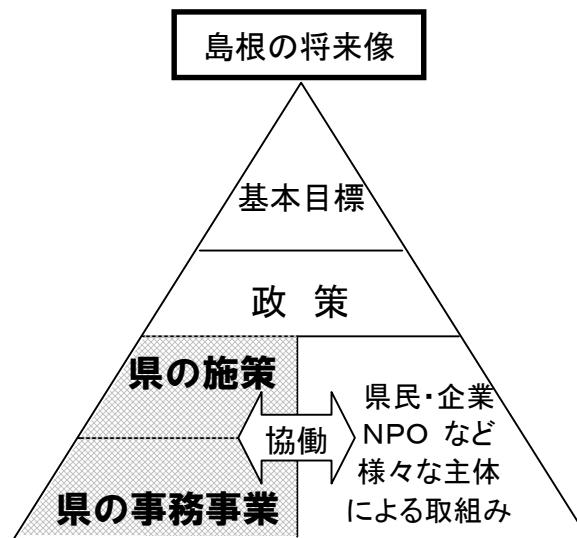 島根の将来像
基本目標
政 策
県の施策
県の事務事業
協働
県民・企業
NPO など
様々な主体
による取組み